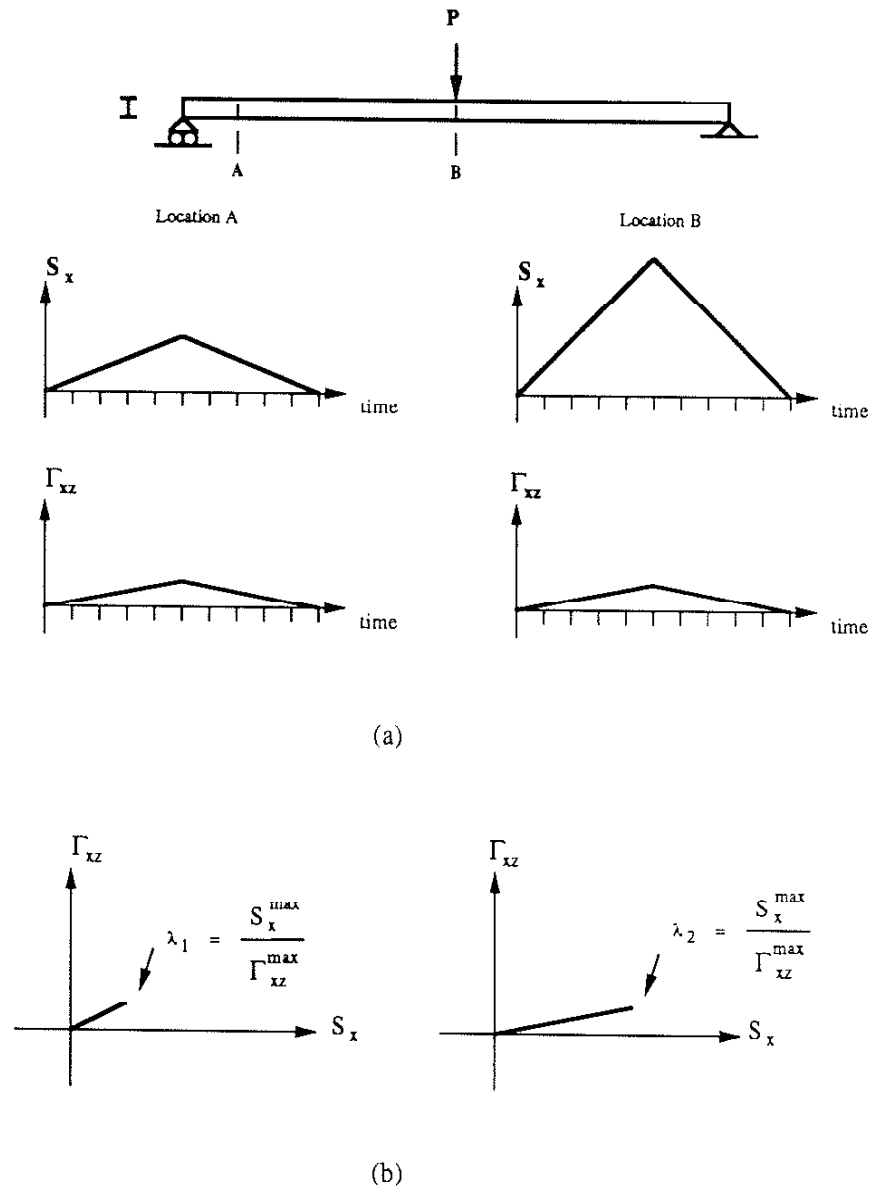 P
A
B
Location A
Location B
S x
time
S x
time
Γ xz
time
Γ xz
time
(a)
Γ xz
λ 1 = S x max / Γ xz max
S x
Γ xz
λ 2 = S x max / Γ xz max
S x
(b)